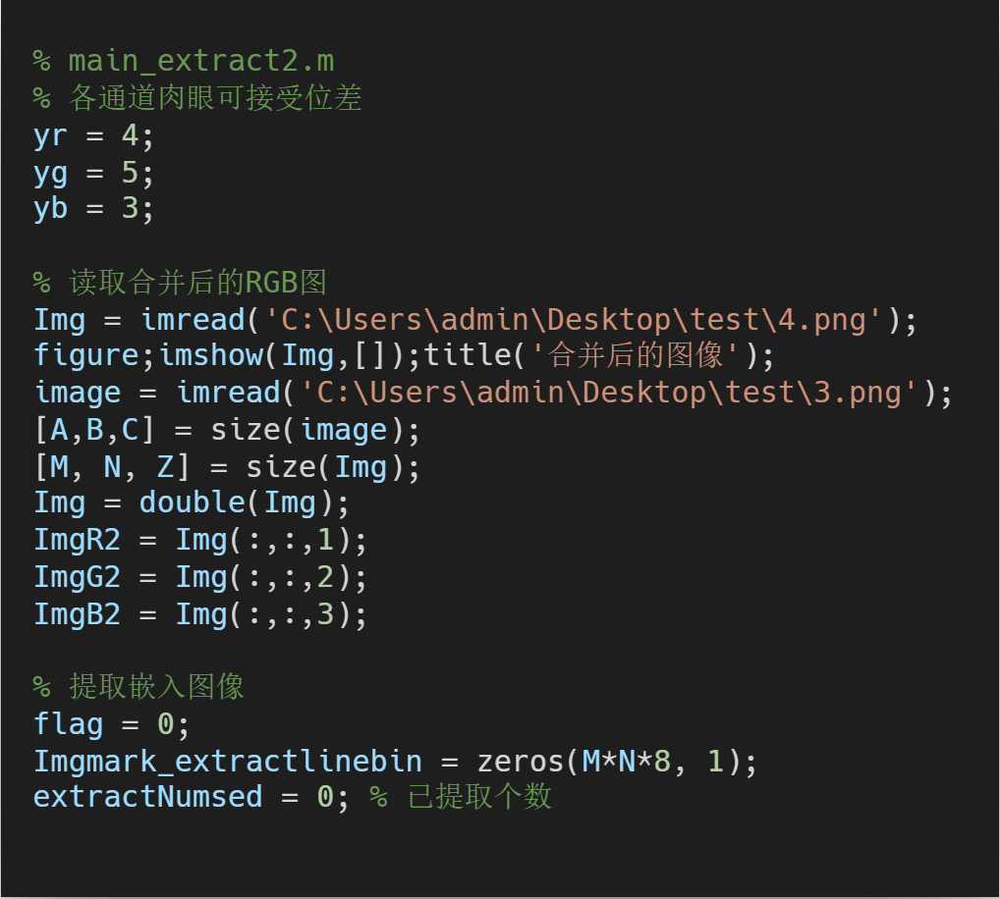 % main_extract2.m
% 各通道肉眼可接受位差
yr = 4;
yg = 5;
yb = 3;
% 读取合并后的RGB图
Img = imread('C:\Users\admin\Desktop\test\4.png');
figure;imshow(Img,[]);title('合并后的图像');
image = imread('C:\Users\admin\Desktop\test\3.png');
[A,B,C] = size(image);
[M, N, Z] = size(Img);
Img = double(Img);
ImgR2 = Img(:,:,1);
ImgG2 = Img(:,:,2);
ImgB2 = Img(:,:,3);
% 提取嵌入图像
flag = 0;
Imgmark_extractlinebin = zeros(M*N*8, 1);
extractNumsed = 0; % 已提取个数